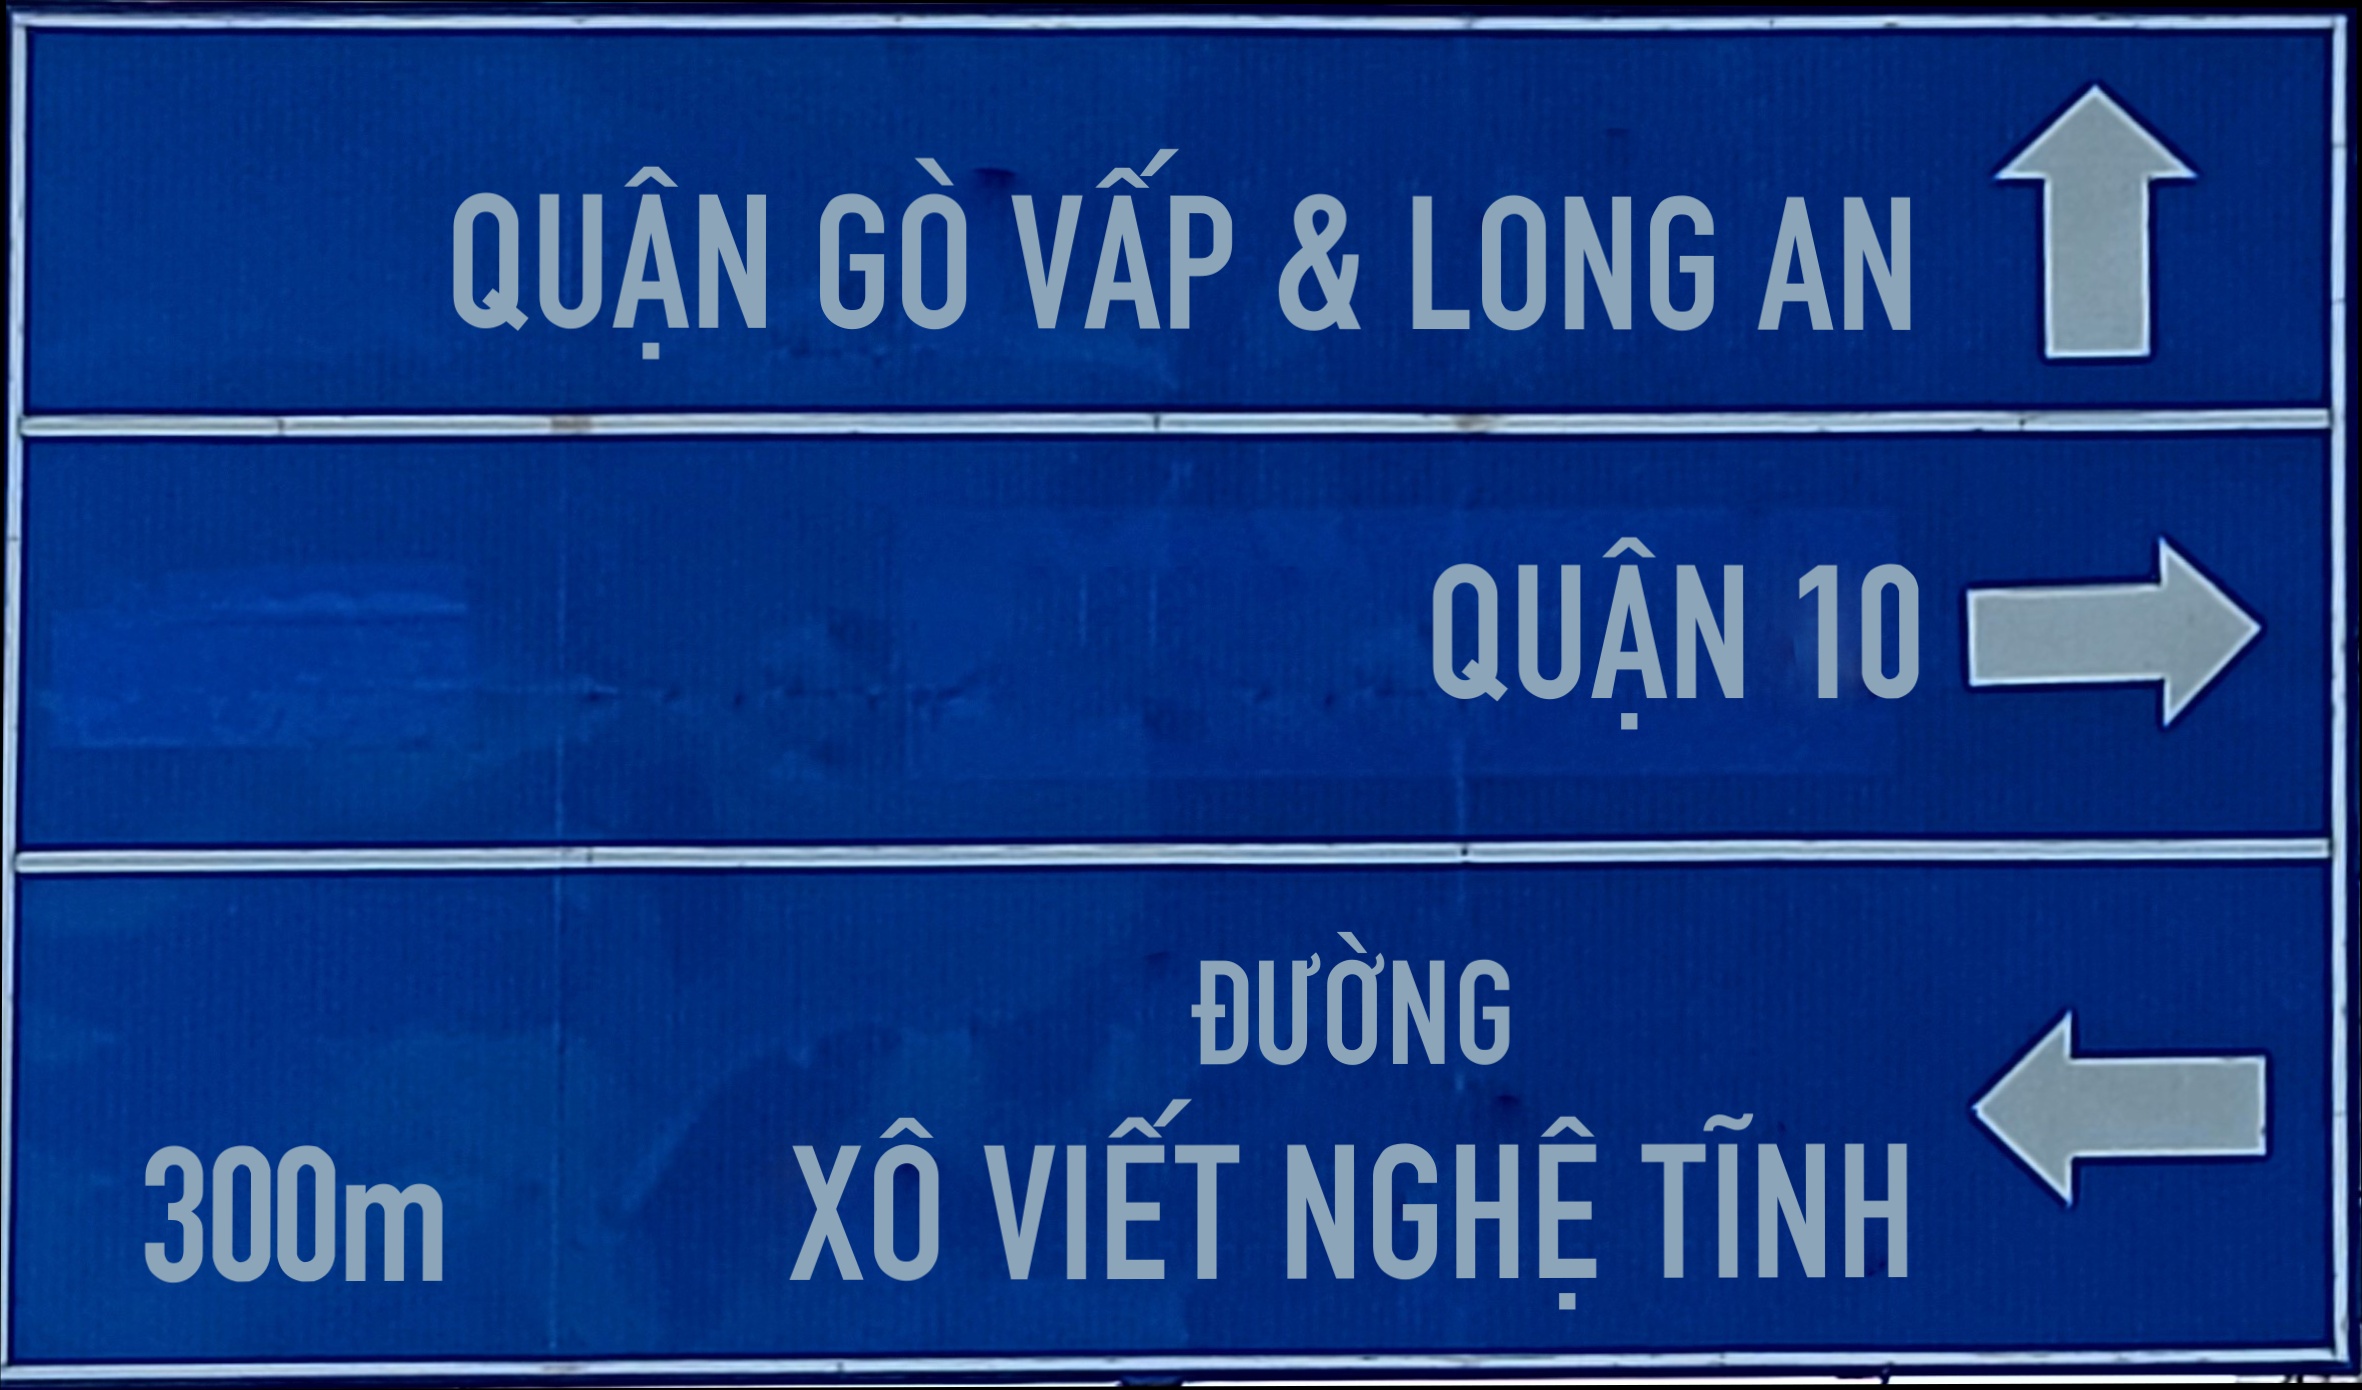 QUẬN GÒ VẤP & LONG AN
QUẬN 10
ĐƯỜNG
300m XÔ VIẾT NGHỆ TĨNH